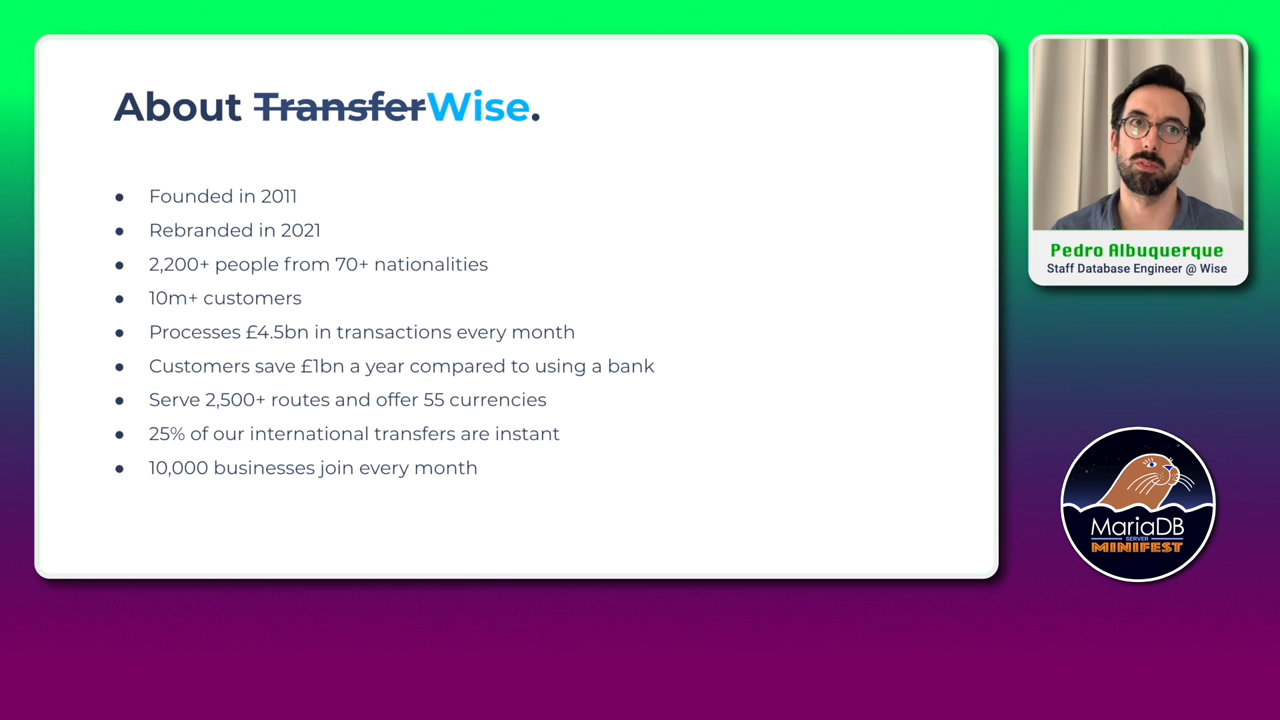 About TransferWise.
● Founded in 2011
● Rebranded in 2021
● 2,200+ people from 70+ nationalities
● 10m+ customers
● Processes £4.5bn in transactions every month
● Customers save £1bn a year compared to using a bank
● Serve 2,500+ routes and offer 55 currencies
● 25% of our international transfers are instant
● 10,000 businesses join every month
Pedro Albuquerque
Staff Database Engineer @ Wise
MariaDB
SERVER
MINIFEST